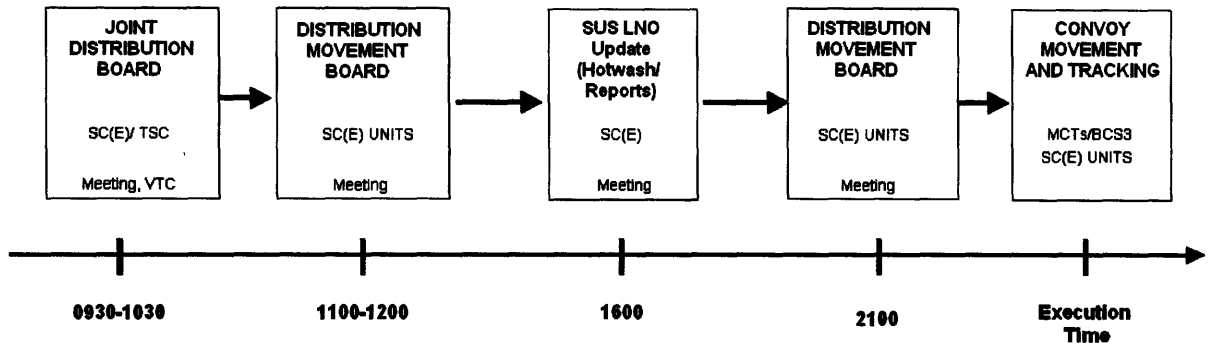 JOINT
DISTRIBUTION
BOARD
SC(E)/ TSC
Meeting, VTC
DISTRIBUTION
MOVEMENT
BOARD
SC(E) UNITS
Meeting
SUS LNO
Update
(Hotwash/
Reports)
SC(E)
Meeting
DISTRIBUTION
MOVEMENT
BOARD
SC(E) UNITS
Meeting
CONVOY
MOVEMENT
AND TRACKING
MCTs/BCS3
SC(E) UNITS
0930-1030
1100-1200
1600
2100
Execution
Time